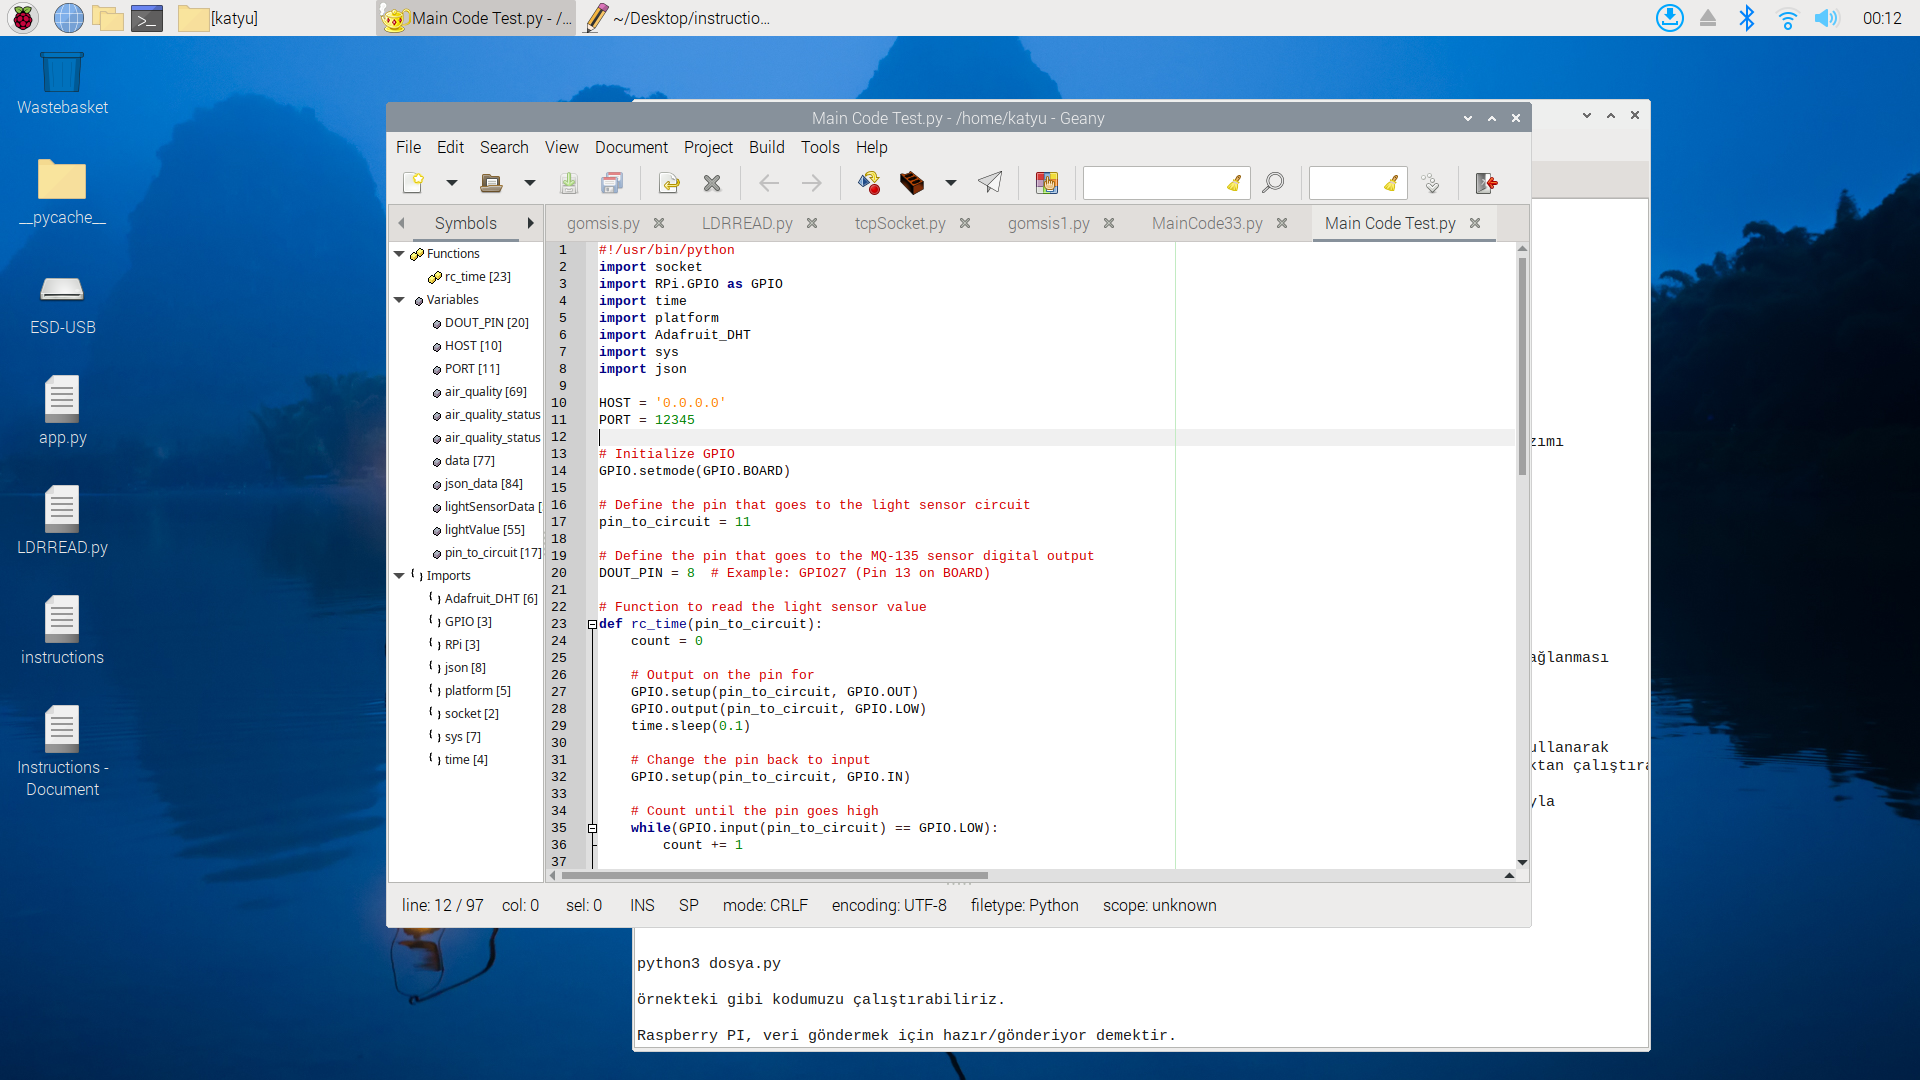 [katyu]
Main Code Test.py - /...
~/Desktop/instructio...
00:12
Wastebasket
__pycache__
ESD-USB
app.py
LDRREAD.py
instructions
Instructions -
Document
Main Code Test.py - /home/katyu - Geany
File Edit Search View Document Project Build Tools Help
Symbols
gomsis.py LDRREAD.py tcpSocket.py gomsis1.py MainCode33.py Main Code Test.py
Functions
rc_time [23]
Variables
DOUT_PIN [20]
HOST [10]
PORT [11]
air_quality [69]
air_quality_status
air_quality_status
data [77]
json_data [84]
lightSensorData [
lightValue [55]
pin_to_circuit [17]
Imports
Adafruit_DHT [6]
GPIO [3]
RPi [3]
json [8]
platform [5]
socket [2]
sys [7]
time [4]
1 #!/usr/bin/python
2 import socket
3 import RPi.GPIO as GPIO
4 import time
5 import platform
6 import Adafruit_DHT
7 import sys
8 import json
9
10 HOST = '0.0.0.0'
11 PORT = 12345
12
13 # Initialize GPIO
14 GPIO.setmode(GPIO.BOARD)
15
16 # Define the pin that goes to the light sensor circuit
17 pin_to_circuit = 11
18
19 # Define the pin that goes to the MQ-135 sensor digital output
20 DOUT_PIN = 8  # Example: GPIO27 (Pin 13 on BOARD)
21
22 # Function to read the light sensor value
23 def rc_time(pin_to_circuit):
24     count = 0
25
26     # Output on the pin for
27     GPIO.setup(pin_to_circuit, GPIO.OUT)
28     GPIO.output(pin_to_circuit, GPIO.LOW)
29     time.sleep(0.1)
30
31     # Change the pin back to input
32     GPIO.setup(pin_to_circuit, GPIO.IN)
33
34     # Count until the pin goes high
35     while(GPIO.input(pin_to_circuit) == GPIO.LOW):
36         count += 1
37
line: 12 / 97 col: 0 sel: 0 INS SP mode: CRLF encoding: UTF-8 filetype: Python scope: unknown
zımı
ağlanması
ullanarak
ktan çalıştıra
yla
python3 dosya.py
örnekteki gibi kodumuzu çalıştırabiliriz.
Raspberry PI, veri göndermek için hazır/gönderiyor demektir.